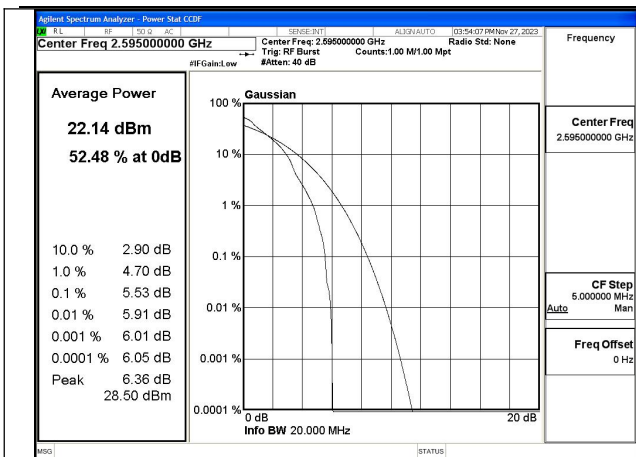 Agilent Spectrum Analyzer - Power Stat CCDF
RL RF 50 Ω AC SENSE:INT ALIGN AUTO 03:54:07 PM Nov 27, 2023
Center Freq 2.595000000 GHz
Center Freq: 2.595000000 GHz Radio Std: None
Trig: RF Burst Counts:1.00 M/1.00 Mpt
#IFGain:Low #Atten: 40 dB
Frequency
Average Power
22.14 dBm
52.48 % at 0dB
10.0 % 2.90 dB
1.0 % 4.70 dB
0.1 % 5.53 dB
0.01 % 5.91 dB
0.001 % 6.01 dB
0.0001 % 6.05 dB
Peak 6.36 dB
28.50 dBm
Gaussian
100 %
10 %
1 %
0.1 %
0.01 %
0.001 %
0.0001 %
0 dB 20 dB
Info BW 20.000 MHz
Center Freq
2.595000000 GHz
CF Step
5.000000 MHz
Auto Man
Freq Offset
0 Hz
MSG STATUS